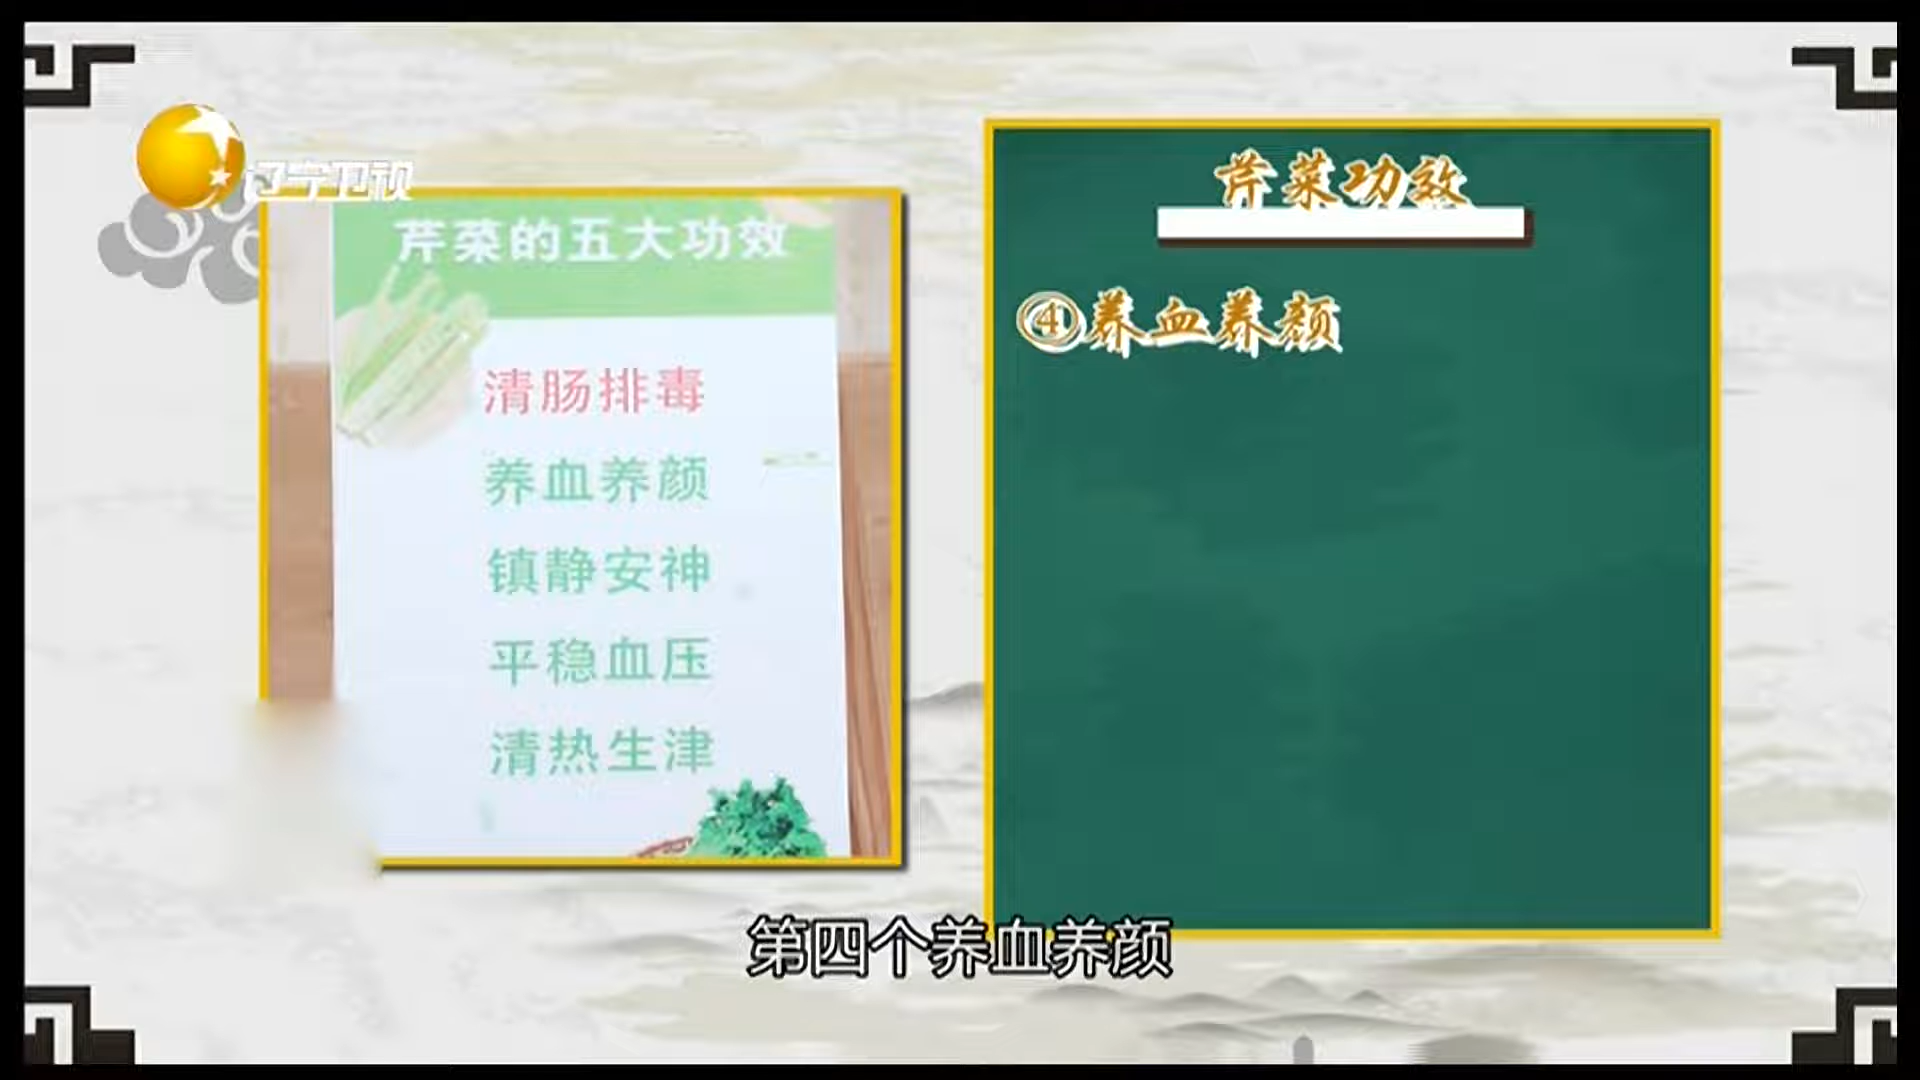 辽宁卫视
芹菜的五大功效
清肠排毒
养血养颜
镇静安神
平稳血压
清热生津
芹菜功效
④养血养颜
第四个养血养颜